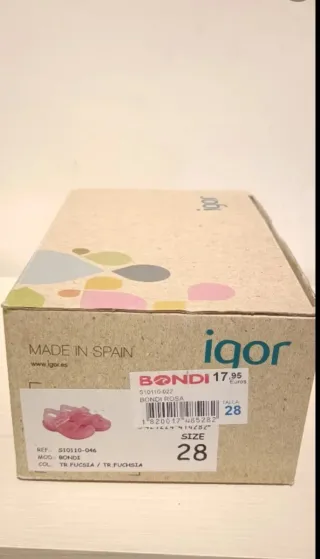 igor
MADE IN SPAIN
www.igor.es
igor
BONDI 17,95
Euros
S10110-027
BONDI ROSA
TALLA:
28
1820017485282
SIZE
28
REF: S10110-046
MOD: BONDI
COL. TR.FUCSIA / TR.FUCHSIA